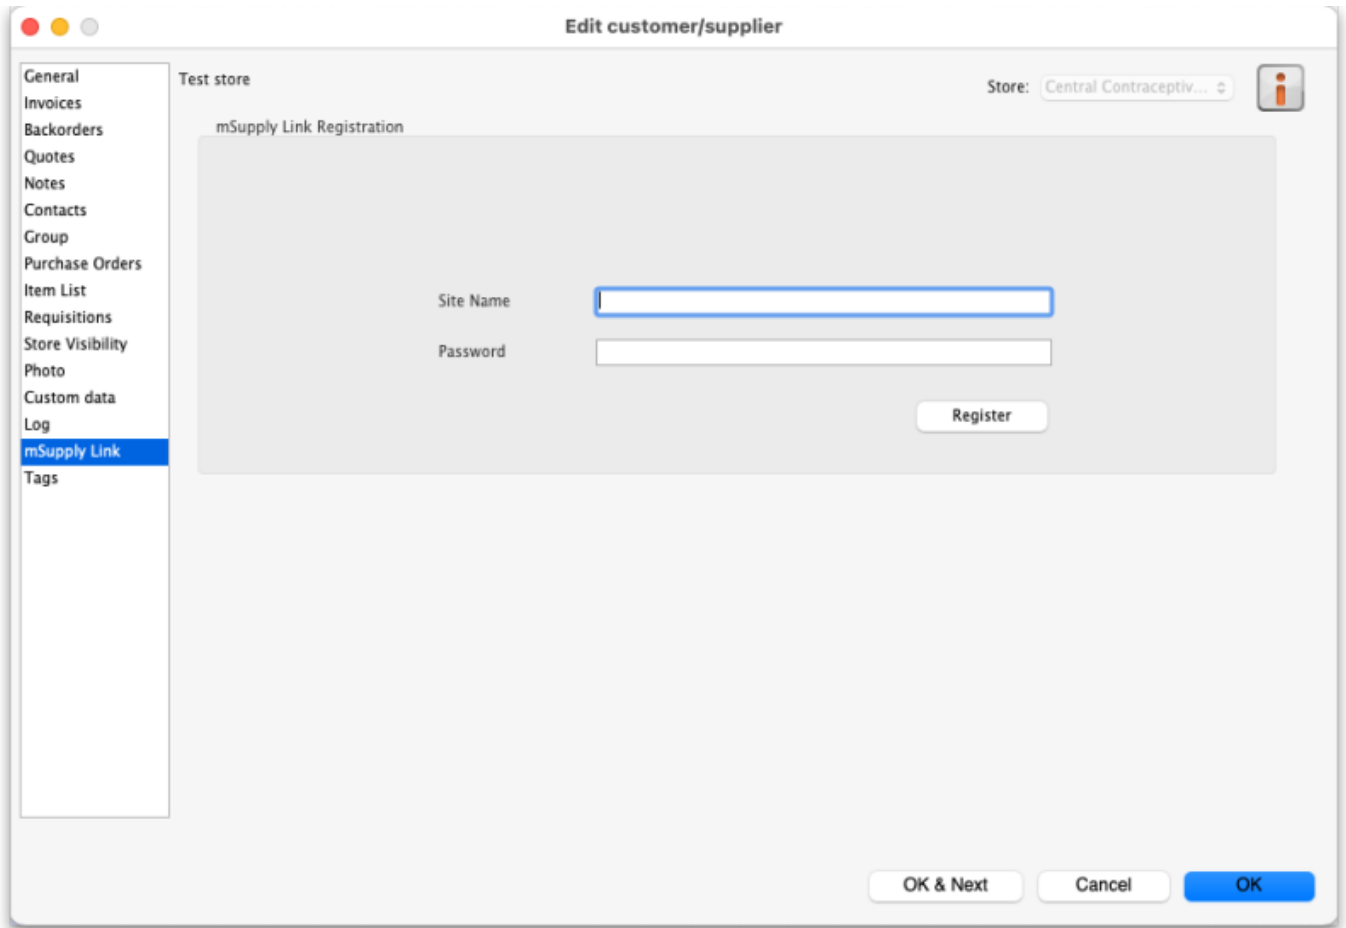 Edit customer/supplier
General
Invoices
Backorders
Quotes
Notes
Contacts
Group
Purchase Orders
Item List
Requisitions
Store Visibility
Photo
Custom data
Log
mSupply Link
Tags
Test store
Store: Central Contraceptiv...
mSupply Link Registration
Site Name
Password
Register
OK & Next
Cancel
OK